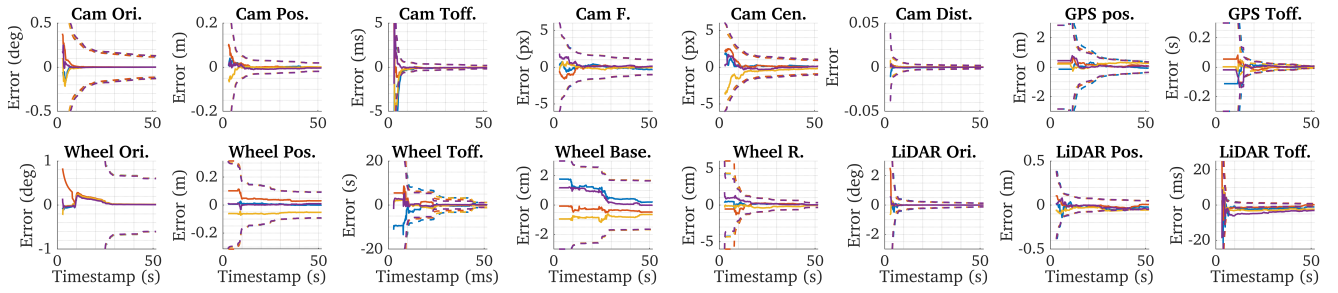 Cam Ori. Cam Pos. Cam Toff. Cam F. Cam Cen. Cam Dist. GPS pos. GPS Toff.
Error (deg) 0.5 0 -0.5 0 50
Error (m) 0.2 0 -0.2 0 50
Error (ms) 5 0 -5 0 50
Error (px) 5 0 -5 0 50
Error (px) 5 0 -5 0 50
Error 0.05 0 -0.05 0 50
Error (m) 2 0 -2 0 50
Error (s) 0.2 0 -0.2 0 50
Wheel Ori. Wheel Pos. Wheel Toff. Wheel Base. Wheel R. LiDAR Ori. LiDAR Pos. LiDAR Toff.
Error (deg) 1 0 -1 0 50
Error (m) 0.2 0 -0.2 0 50
Error (s) 20 0 -20 0 50
Error (cm) 2 0 -2 0 50
Error (cm) 5 0 -5 0 50
Error (deg) 2 0 2 0 50
Error (m) 0.5 0 -0.5 0 50
Error (ms) 20 0 -20 0 50
Timestamp (s) Timestamp (s) Timestamp (ms) Timestamp (s) Timestamp (s) Timestamp (s) Timestamp (s) Timestamp (s)